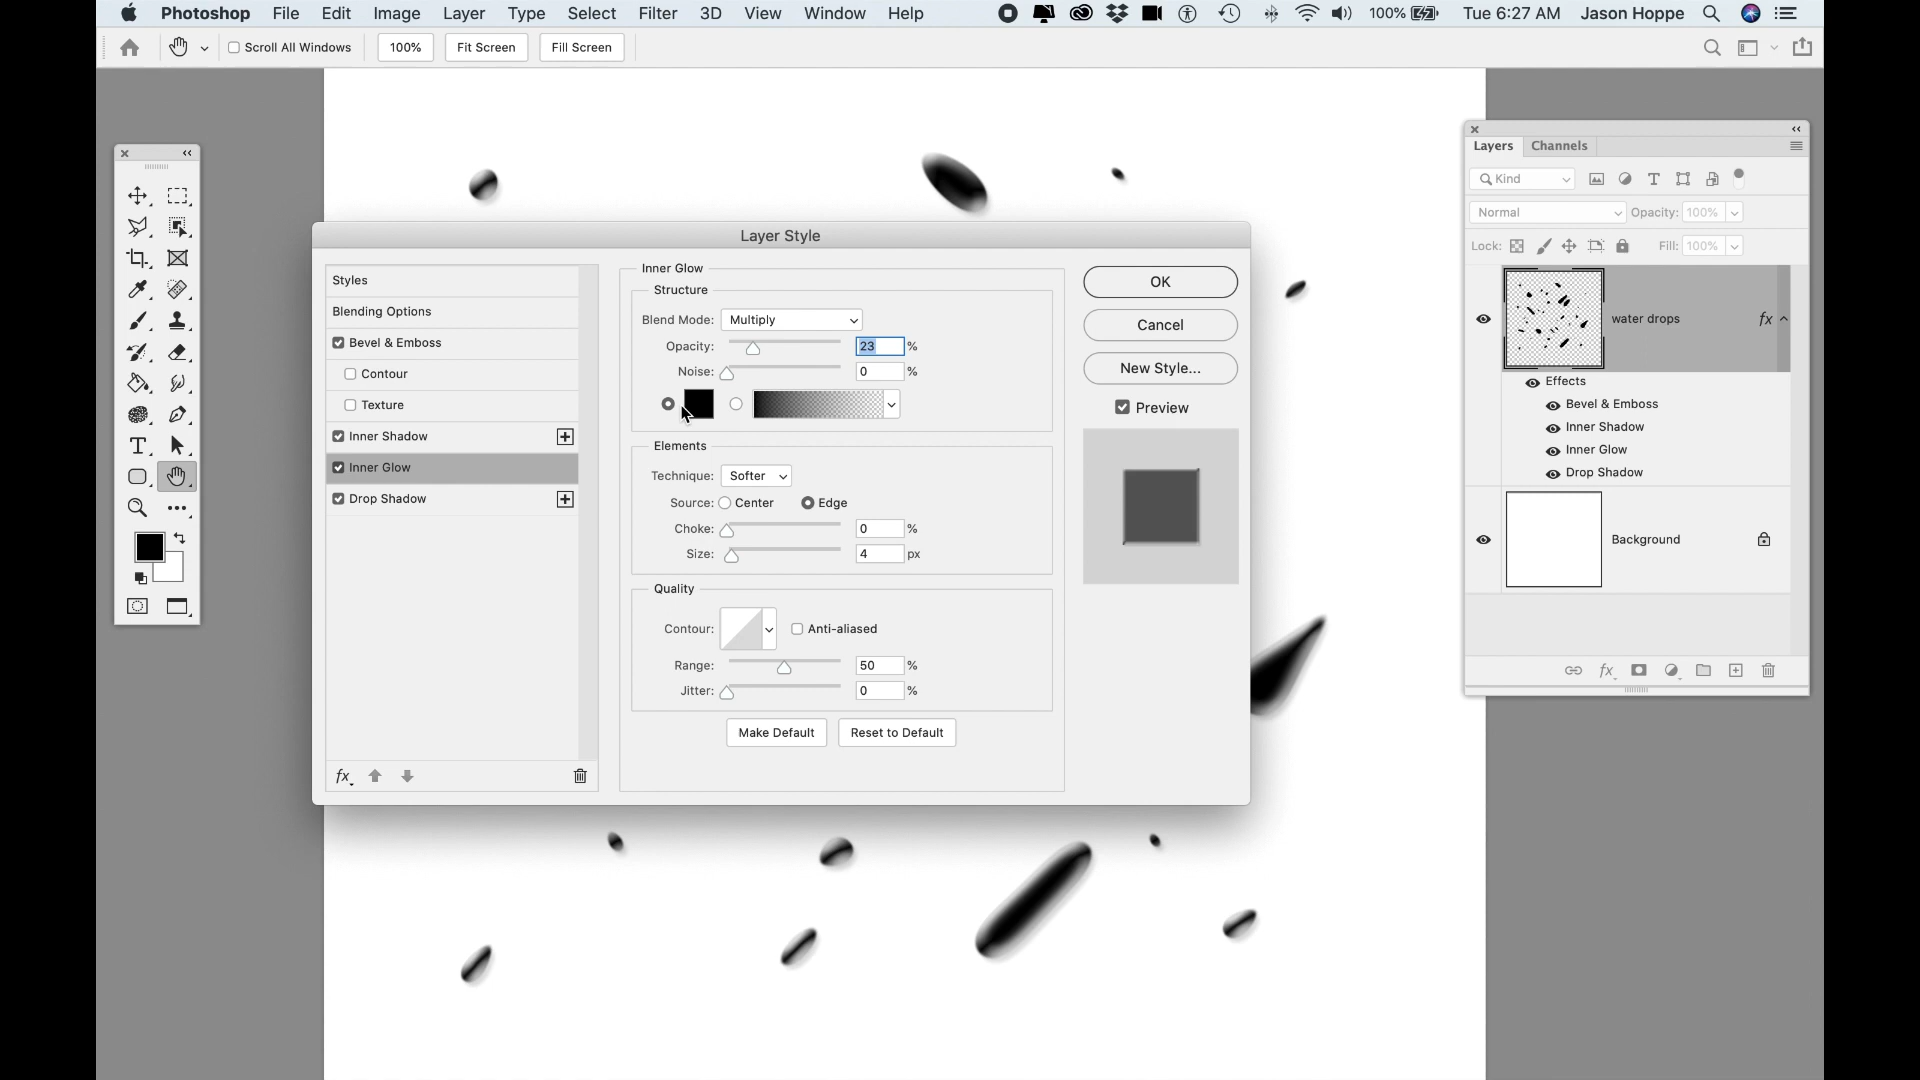 Photoshop File Edit Image Layer Type Select Filter 3D View Window Help 100% Tue 6:27 AM Jason Hoppe
Scroll All Windows 100% Fit Screen Fill Screen
Layers Channels
Kind
Normal Opacity: 100%
Lock: Fill: 100%
water drops fx
Effects
Bevel & Emboss
Inner Shadow
Inner Glow
Drop Shadow
Background
fx
Layer Style
Styles
Blending Options
Bevel & Emboss
Contour
Texture
Inner Shadow
Inner Glow
Drop Shadow
fx
Inner Glow
Structure
Blend Mode: Multiply
Opacity: 23 %
Noise: 0 %
Elements
Technique: Softer
Source: Center Edge
Choke: 0 %
Size: 4 px
Quality
Contour: Anti-aliased
Range: 50 %
Jitter: 0 %
Make Default Reset to Default
OK
Cancel
New Style...
Preview